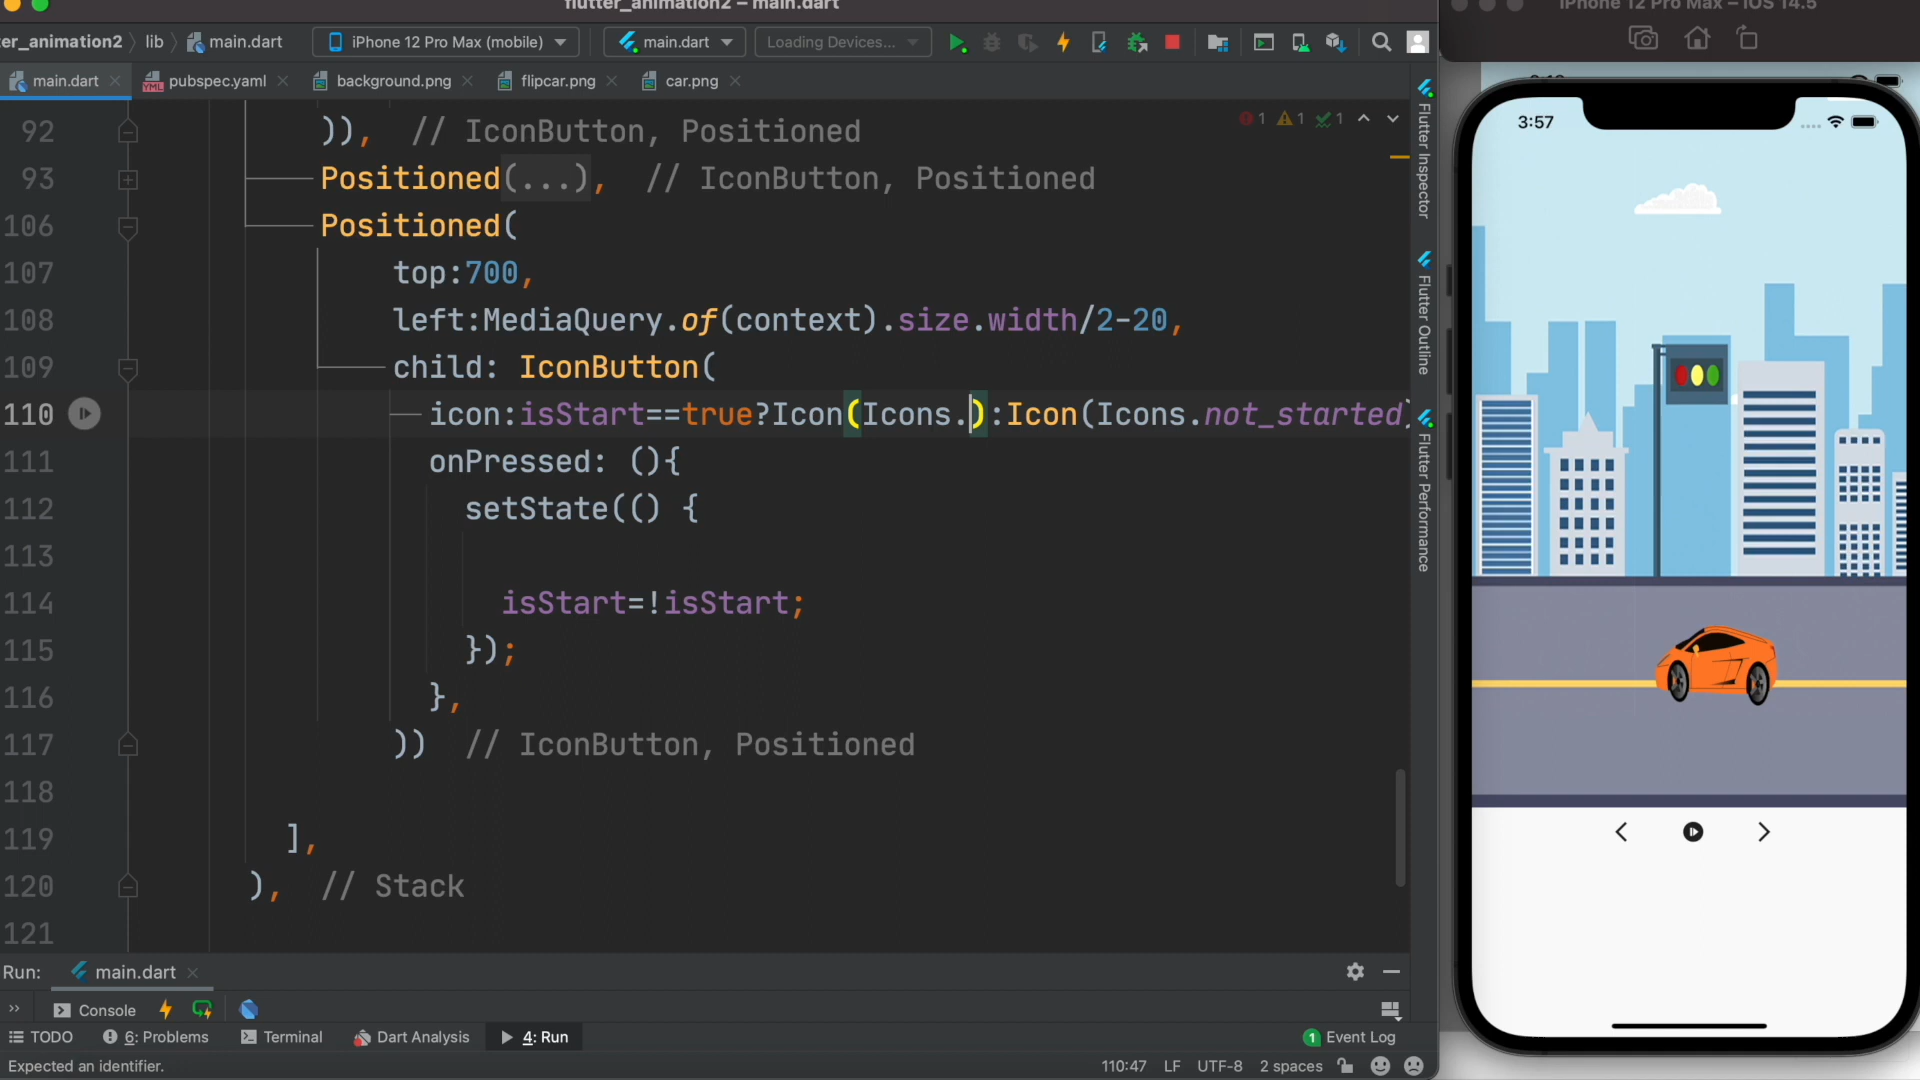 flutter_animation2 – main.dart
iPhone 12 Pro Max – iOS 14.5
er_animation2 lib main.dart
iPhone 12 Pro Max (mobile)
main.dart
Loading Devices...
main.dart
pubspec.yaml
background.png
flipcar.png
car.png
92 )), // IconButton, Positioned
1 1 1
93 Positioned(...), // IconButton, Positioned
106 Positioned(
107 top:700,
108 left:MediaQuery.of(context).size.width/2-20,
109 child: IconButton(
110 icon:isStart==true?Icon(Icons.):Icon(Icons.not_started)
111 onPressed: (){
112 setState(() {
113
114 isStart=!isStart;
115 });
116 },
117 )) // IconButton, Positioned
118
119 ],
120 ), // Stack
121
Flutter Inspector
Flutter Outline
Flutter Performance
3:57
Run: main.dart
» Console
TODO
6: Problems
Terminal
Dart Analysis
4: Run
1 Event Log
Expected an identifier.
110:47 LF UTF-8 2 spaces